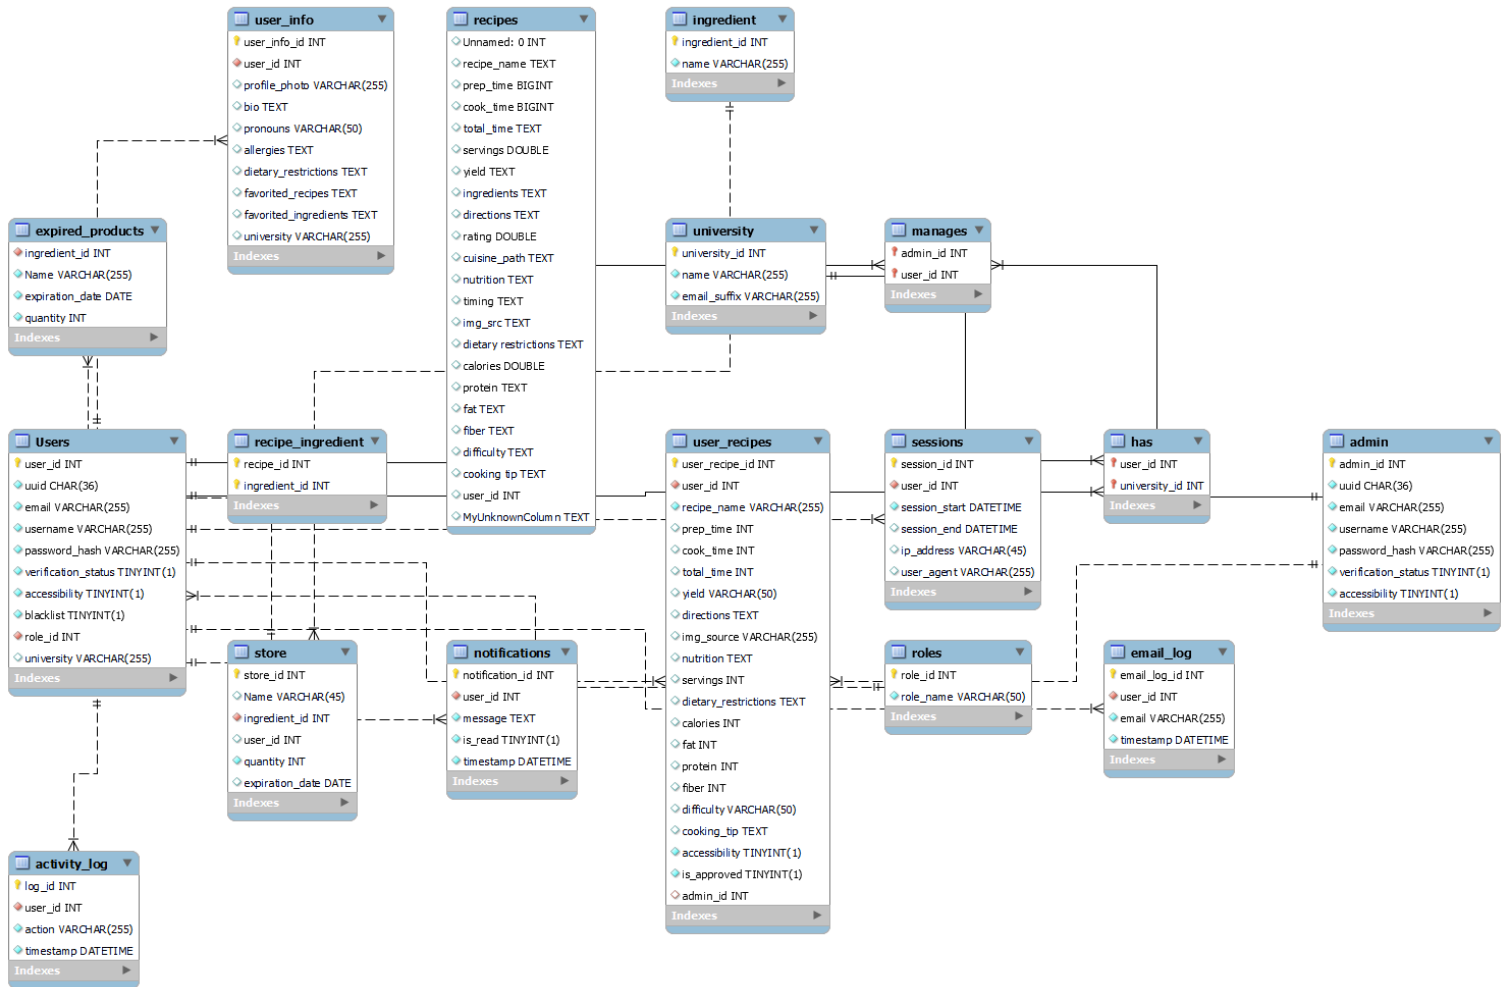 user_info
user_info_id INT
user_id INT
profile_photo VARCHAR(255)
bio TEXT
pronouns VARCHAR(50)
allergies TEXT
dietary_restrictions TEXT
favorited_recipes TEXT
favorited_ingredients TEXT
university VARCHAR(255)
Indexes
recipes
Unnamed: 0 INT
recipe_name TEXT
prep_time BIGINT
cook_time BIGINT
total_time TEXT
servings DOUBLE
yield TEXT
ingredients TEXT
directions TEXT
rating DOUBLE
cuisine_path TEXT
nutrition TEXT
timing TEXT
img_src TEXT
dietary restrictions TEXT
calories DOUBLE
protein TEXT
fat TEXT
fiber TEXT
difficulty TEXT
cooking tip TEXT
user_id INT
MyUnknownColumn TEXT
ingredient
ingredient_id INT
name VARCHAR(255)
Indexes
expired_products
ingredient_id INT
Name VARCHAR(255)
expiration_date DATE
quantity INT
Indexes
university
university_id INT
name VARCHAR(255)
email_suffix VARCHAR(255)
Indexes
manages
admin_id INT
user_id INT
Indexes
Users
user_id INT
uuid CHAR(36)
email VARCHAR(255)
username VARCHAR(255)
password_hash VARCHAR(255)
verification_status TINYINT(1)
accessibility TINYINT(1)
blacklist TINYINT(1)
role_id INT
university VARCHAR(255)
Indexes
recipe_ingredient
recipe_id INT
ingredient_id INT
Indexes
user_recipes
user_recipe_id INT
user_id INT
recipe_name VARCHAR(255)
prep_time INT
cook_time INT
total_time INT
yield VARCHAR(50)
directions TEXT
img_source VARCHAR(255)
nutrition TEXT
servings INT
dietary_restrictions TEXT
calories INT
fat INT
protein INT
fiber INT
difficulty VARCHAR(50)
cooking_tip TEXT
accessibility TINYINT(1)
is_approved TINYINT(1)
admin_id INT
Indexes
sessions
session_id INT
user_id INT
session_start DATETIME
session_end DATETIME
ip_address VARCHAR(45)
user_agent VARCHAR(255)
Indexes
has
user_id INT
university_id INT
Indexes
admin
admin_id INT
uuid CHAR(36)
email VARCHAR(255)
username VARCHAR(255)
password_hash VARCHAR(255)
verification_status TINYINT(1)
accessibility TINYINT(1)
Indexes
store
store_id INT
Name VARCHAR(45)
ingredient_id INT
user_id INT
quantity INT
expiration_date DATE
Indexes
notifications
notification_id INT
user_id INT
message TEXT
is_read TINYINT(1)
timestamp DATETIME
Indexes
roles
role_id INT
role_name VARCHAR(50)
Indexes
email_log
email_log_id INT
user_id INT
email VARCHAR(255)
timestamp DATETIME
Indexes
activity_log
log_id INT
user_id INT
action VARCHAR(255)
timestamp DATETIME
Indexes